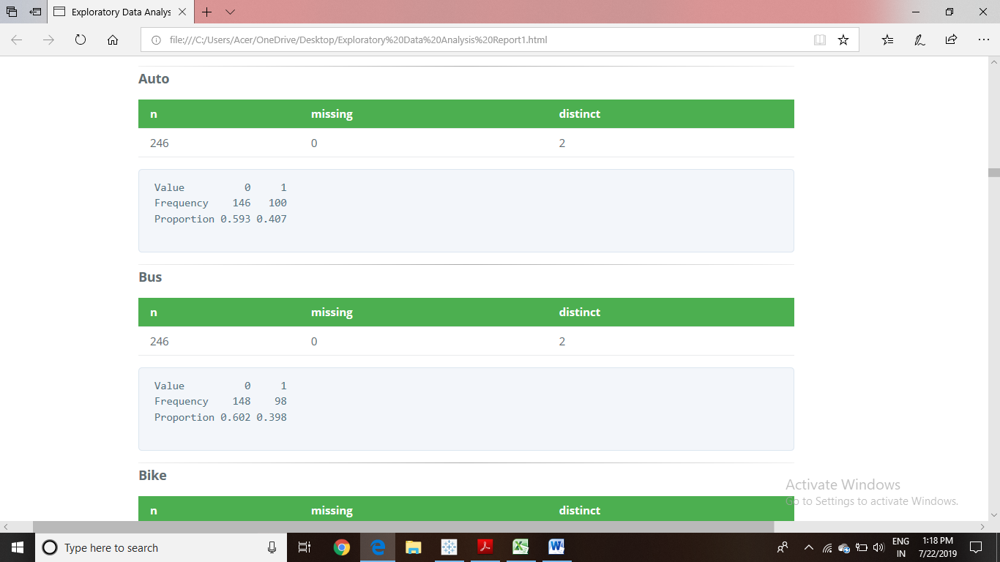 Exploratory Data Analys
file:///C:/Users/Acer/OneDrive/Desktop/Exploratory%20Data%20Analysis%20Report1.html
Auto
n missing distinct
246 0 2
Value 0 1
Frequency 146 100
Proportion 0.593 0.407
Bus
n missing distinct
246 0 2
Value 0 1
Frequency 148 98
Proportion 0.602 0.398
Bike
n missing distinct
Activate Windows
Go to Settings to activate Windows.
Type here to search
ENG 1:18 PM
IN 7/22/2019